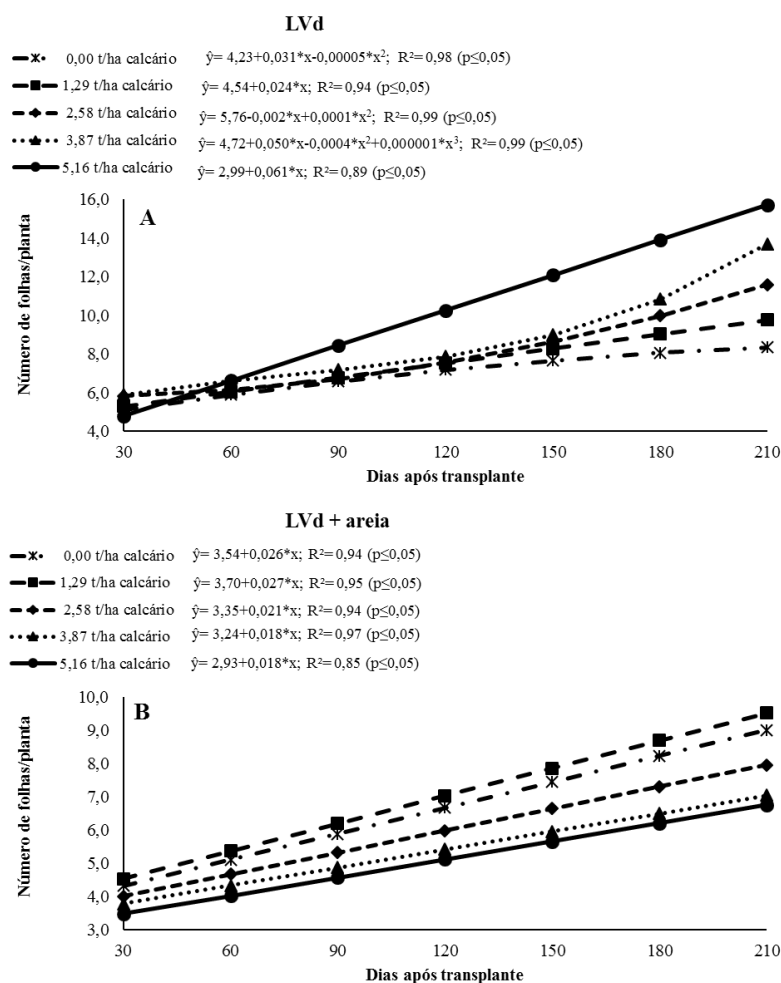 LVd
0,00 t/ha calcário ŷ= 4,23+0,031*x-0,00005*x²; R²= 0,98 (p≤0,05)
1,29 t/ha calcário ŷ= 4,54+0,024*x; R²= 0,94 (p≤0,05)
2,58 t/ha calcário ŷ= 5,76-0,002*x+0,0001*x²; R²= 0,99 (p≤0,05)
3,87 t/ha calcário ŷ= 4,72+0,050*x-0,0004*x²+0,000001*x³; R²= 0,99 (p≤0,05)
5,16 t/ha calcário ŷ= 2,99+0,061*x; R²= 0,89 (p≤0,05)
A
Número de folhas/planta
16,0
14,0
12,0
10,0
8,0
6,0
4,0
30 60 90 120 150 180 210
Dias após transplante
LVd + areia
0,00 t/ha calcário ŷ= 3,54+0,026*x; R²= 0,94 (p≤0,05)
1,29 t/ha calcário ŷ= 3,70+0,027*x; R²= 0,95 (p≤0,05)
2,58 t/ha calcário ŷ= 3,35+0,021*x; R²= 0,94 (p≤0,05)
3,87 t/ha calcário ŷ= 3,24+0,018*x; R²= 0,97 (p≤0,05)
5,16 t/ha calcário ŷ= 2,93+0,018*x; R²= 0,85 (p≤0,05)
B
Número de folhas/planta
10,0
9,0
8,0
7,0
6,0
5,0
4,0
3,0
30 60 90 120 150 180 210
Dias após transplante